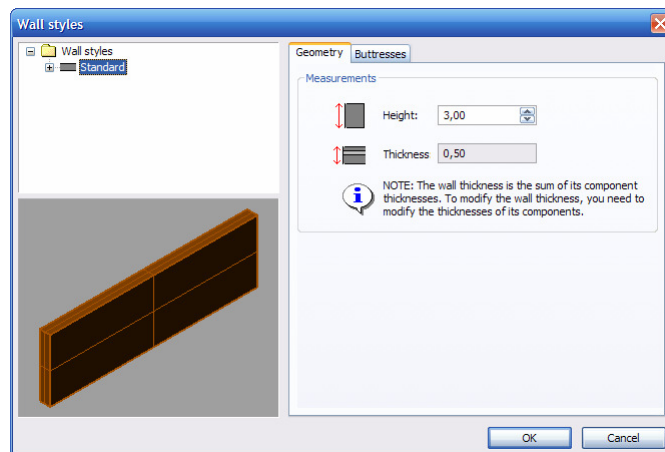 Wall styles
Wall styles
Standard
Geometry
Buttresses
Measurements
Height:
3,00
Thickness
0,50
NOTE: The wall thickness is the sum of its component
thicknesses. To modify the wall thickness, you need to
modify the thicknesses of its components.
OK
Cancel